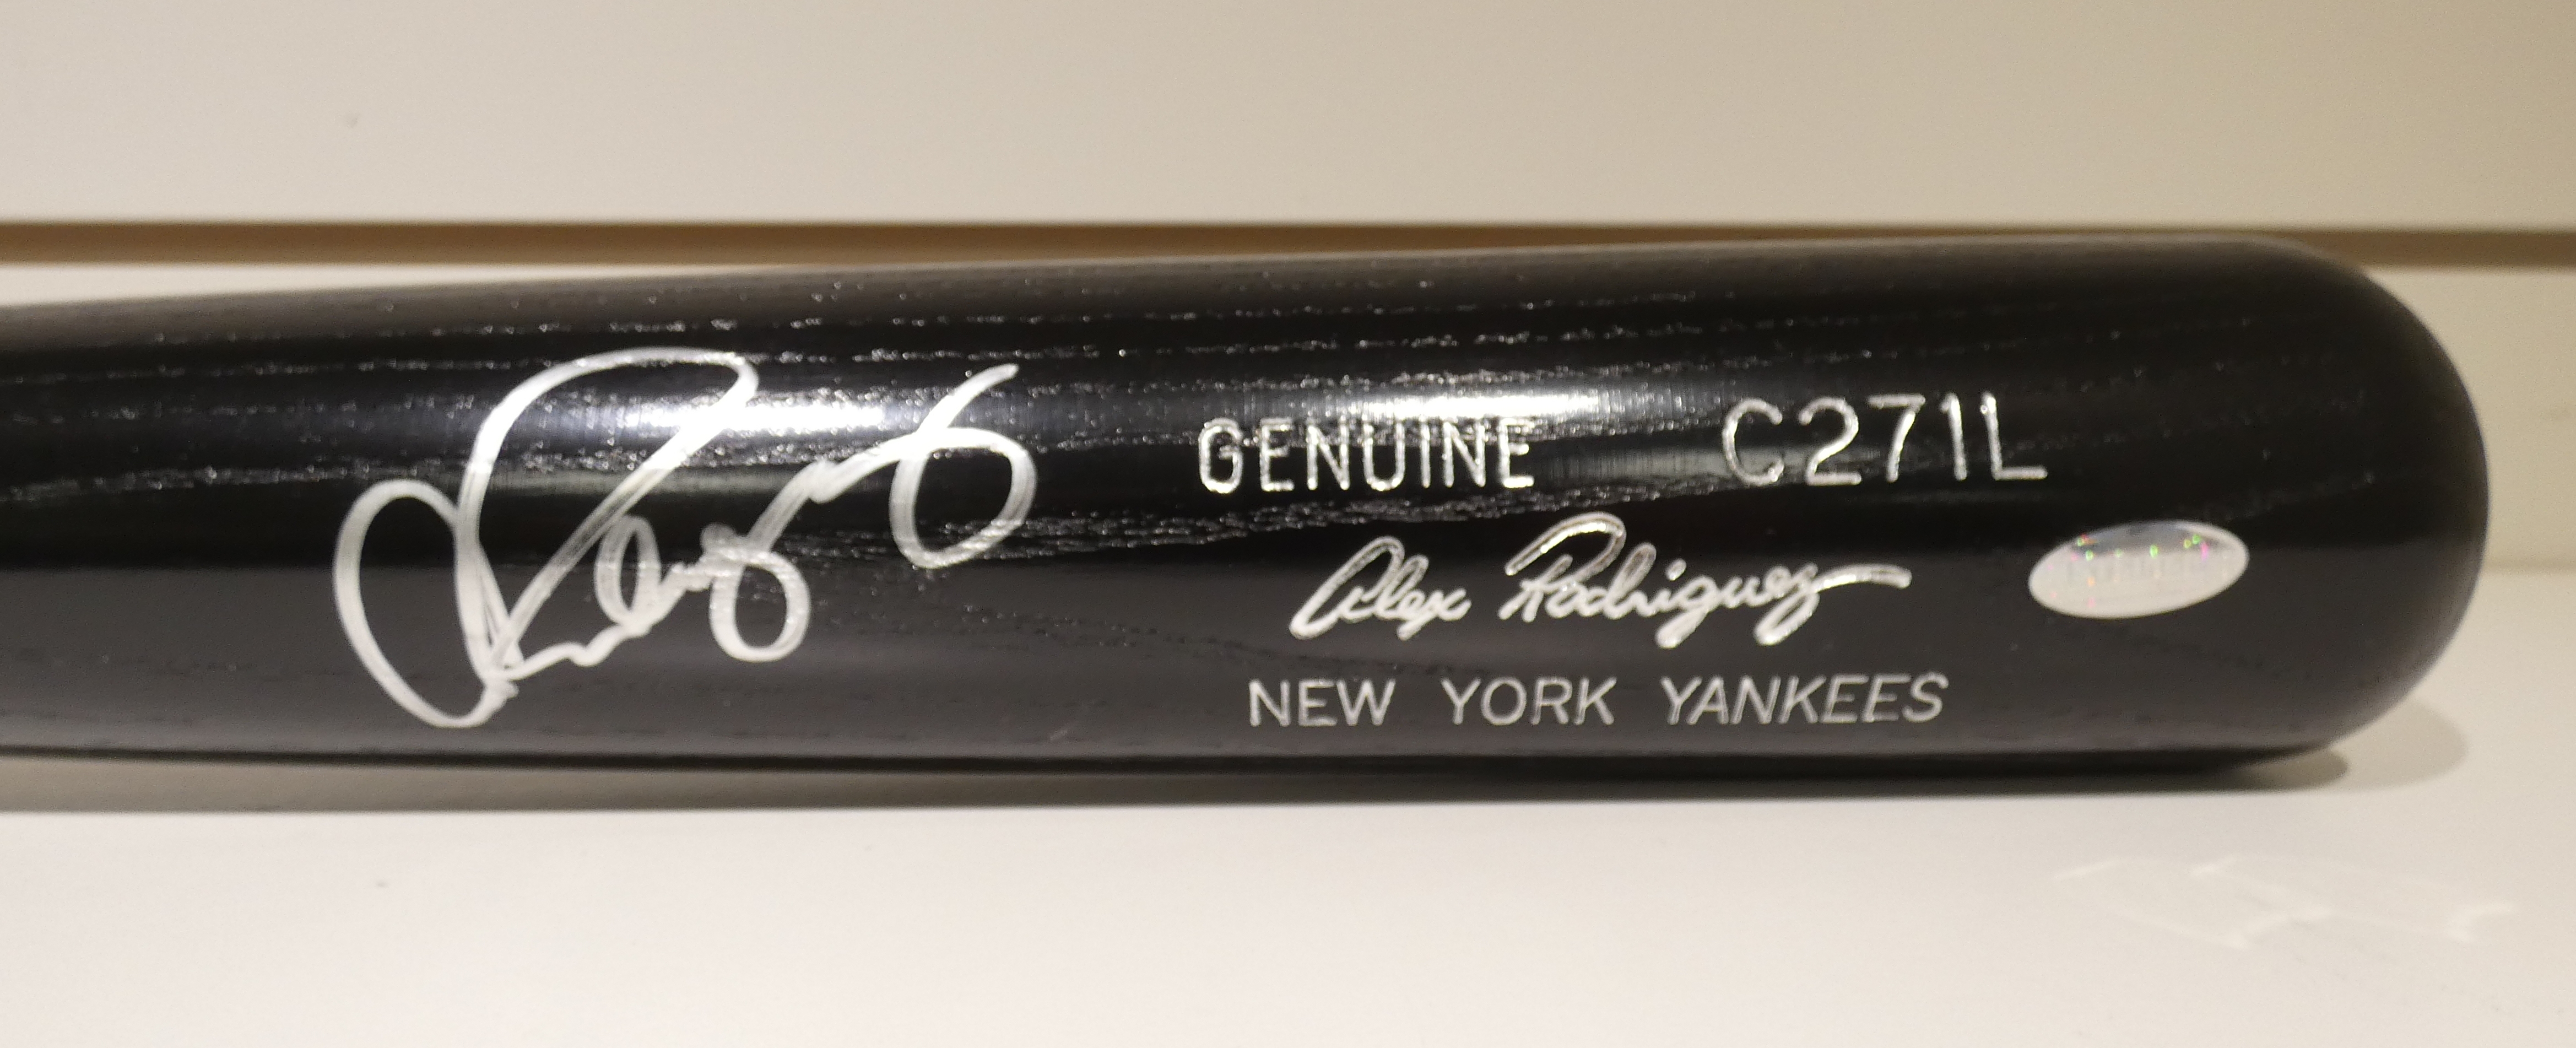 GENUINE C271L
Alex Rodriguez
NEW YORK YANKEES